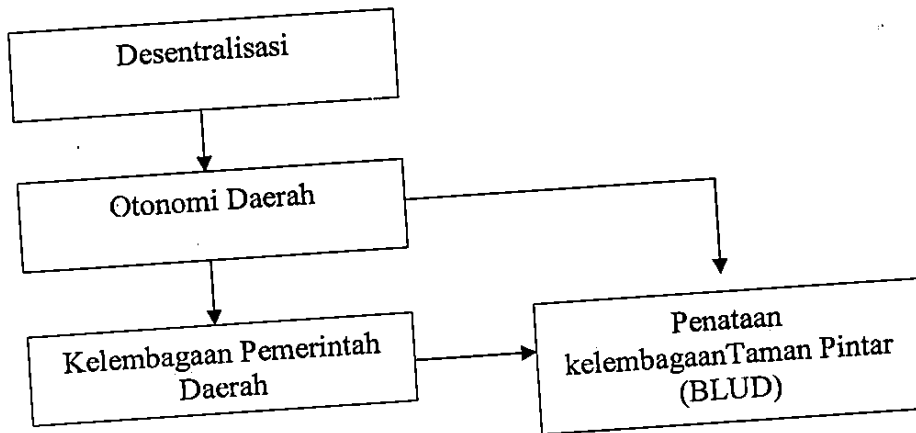 Desentralisasi
Otonomi Daerah
Kelembagaan Pemerintah
Daerah
Penataan
kelembagaanTaman Pintar
(BLUD)